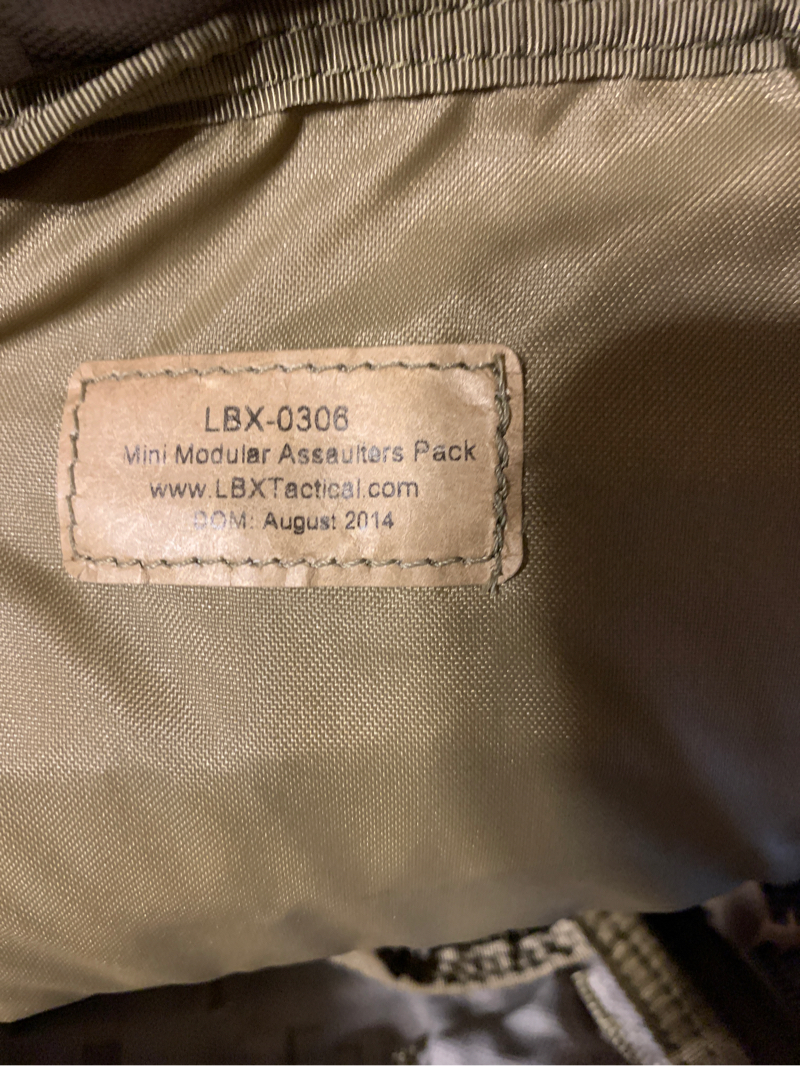 LBX-0306
Mini Modular Assaulters Pack
www.LBXTactical.com
DOM: August 2014